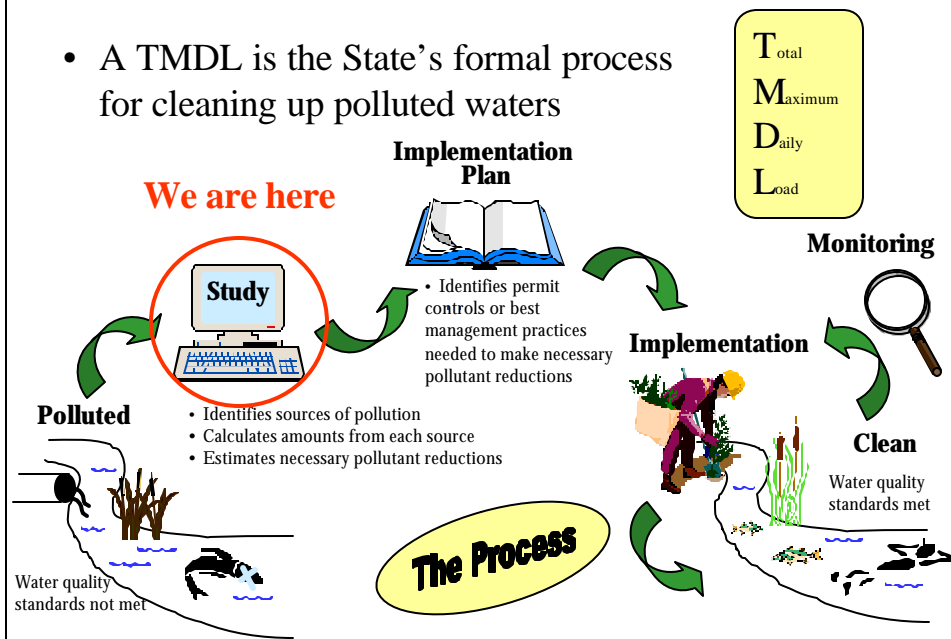 • A TMDL is the State's formal process
for cleaning up polluted waters
Total
Maximum
Daily
Load
We are here
Implementation
Plan
Monitoring
Study
• Identifies permit
controls or best
management practices
needed to make necessary
pollutant reductions
Implementation
Polluted
• Identifies sources of pollution
• Calculates amounts from each source
• Estimates necessary pollutant reductions
Clean
Water quality
standards met
The Process
Water quality
standards not met